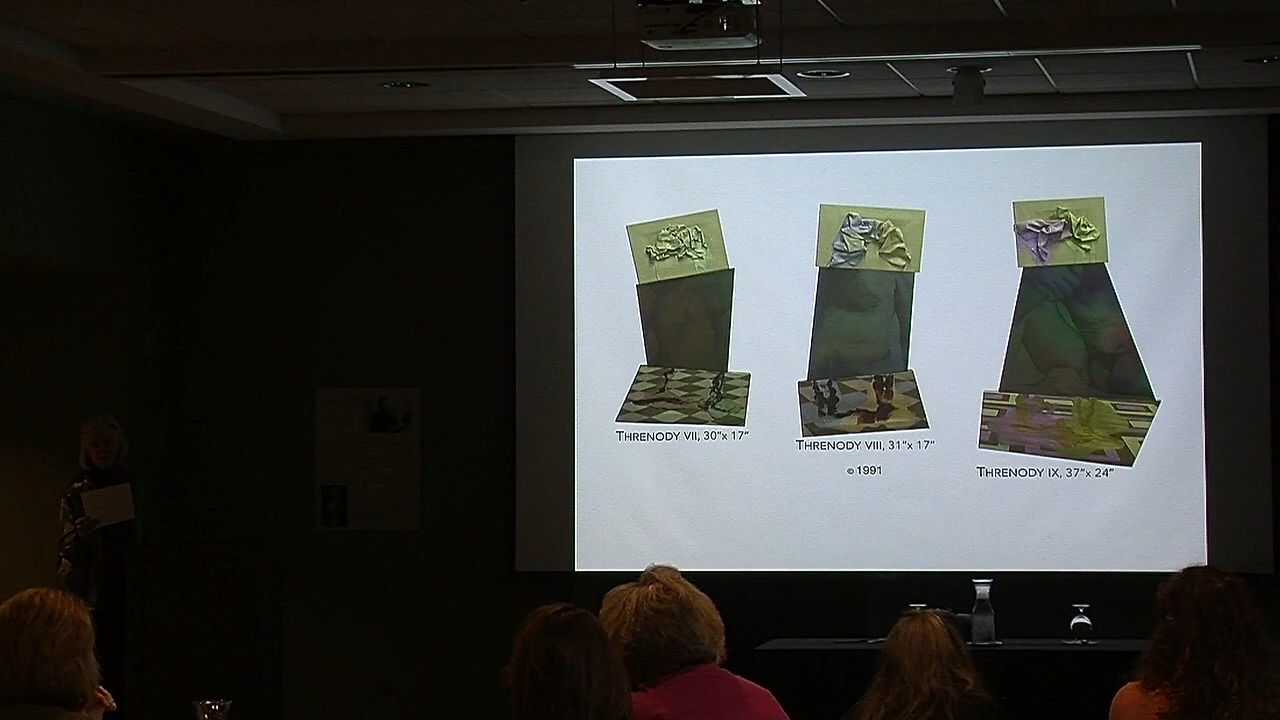 THRENODY VII, 30"x 17"
THRENODY VIII, 31"x 17"
© 1991
THRENODY IX, 37"x 24"